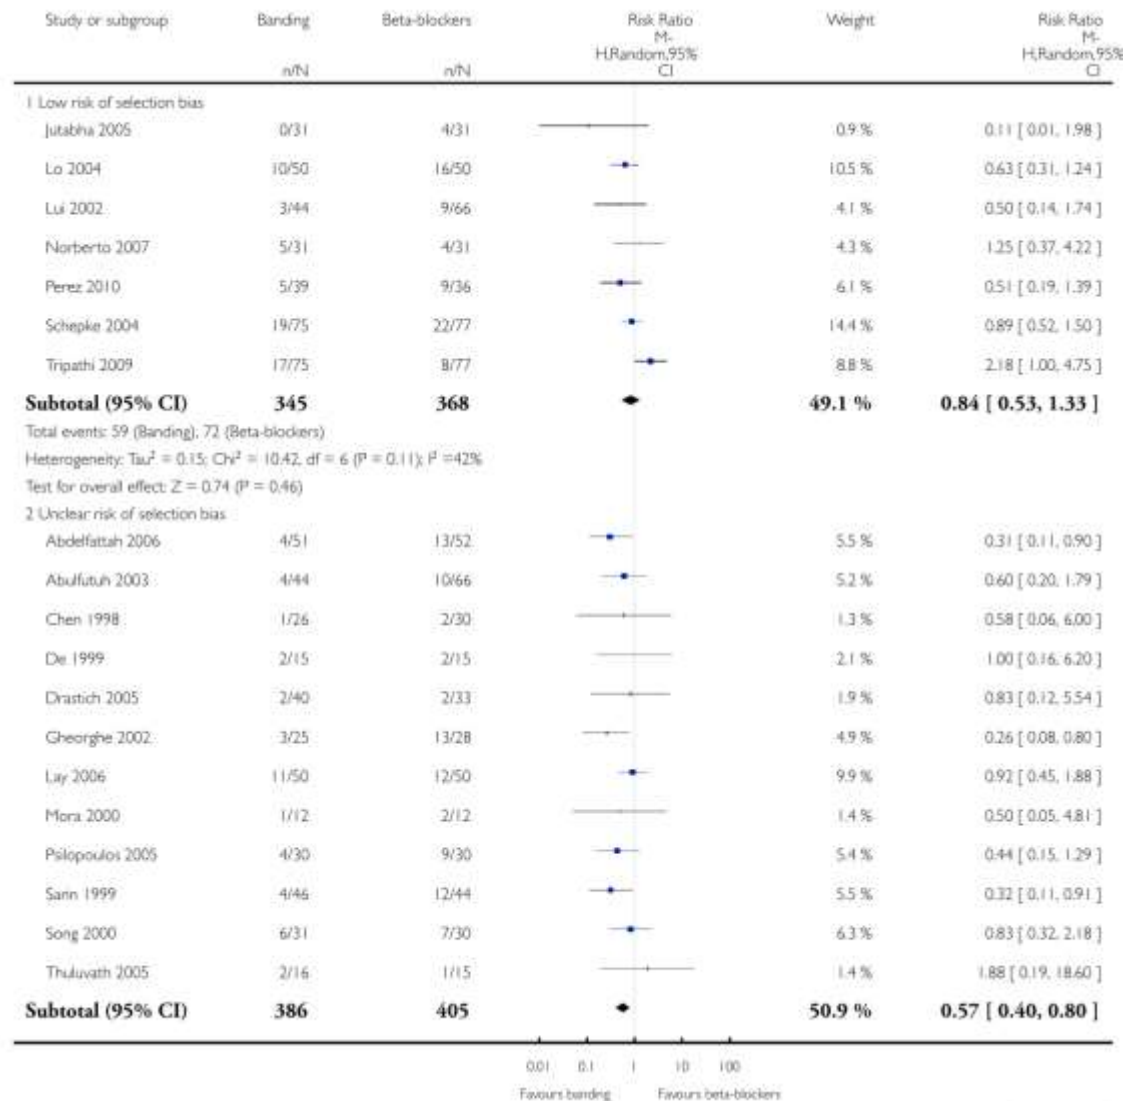 Study or subgroup Banding Beta-blockers Risk Ratio Weight Risk Ratio
M- M-
H,Random,95% H,Random,95%
n/N n/N CI CI
1 Low risk of selection bias
Jutabha 2005 0/31 4/31 0.9 % 0.11 [ 0.01, 1.98 ]
Lo 2004 10/50 16/50 10.5 % 0.63 [ 0.31, 1.24 ]
Lui 2002 3/44 9/66 4.1 % 0.50 [ 0.14, 1.74 ]
Norberto 2007 5/31 4/31 4.3 % 1.25 [ 0.37, 4.22 ]
Perez 2010 5/39 9/36 6.1 % 0.51 [ 0.19, 1.39 ]
Schepke 2004 19/75 22/77 14.4 % 0.89 [ 0.52, 1.50 ]
Tripathi 2009 17/75 8/77 8.8 % 2.18 [ 1.00, 4.75 ]
Subtotal (95% CI) 345 368 49.1 % 0.84 [ 0.53, 1.33 ]
Total events: 59 (Banding), 72 (Beta-blockers)
Heterogeneity: Tau² = 0.15; Chi² = 10.42, df = 6 (P = 0.11); I² =42%
Test for overall effect: Z = 0.74 (P = 0.46)
2 Unclear risk of selection bias
Abdelfattah 2006 4/51 13/52 5.5 % 0.31 [ 0.11, 0.90 ]
Abulfutuh 2003 4/44 10/66 5.2 % 0.60 [ 0.20, 1.79 ]
Chen 1998 1/26 2/30 1.3 % 0.58 [ 0.06, 6.00 ]
De 1999 2/15 2/15 2.1 % 1.00 [ 0.16, 6.20 ]
Drastich 2005 2/40 2/33 1.9 % 0.83 [ 0.12, 5.54 ]
Gheorghe 2002 3/25 13/28 4.9 % 0.26 [ 0.08, 0.80 ]
Lay 2006 11/50 12/50 9.9 % 0.92 [ 0.45, 1.88 ]
Mora 2000 1/12 2/12 1.4 % 0.50 [ 0.05, 4.81 ]
Psilopoulos 2005 4/30 9/30 5.4 % 0.44 [ 0.15, 1.29 ]
Sarin 1999 4/46 12/44 5.5 % 0.32 [ 0.11, 0.91 ]
Song 2000 6/31 7/30 6.3 % 0.83 [ 0.32, 2.18 ]
Thuluvath 2005 2/16 1/15 1.4 % 1.88 [ 0.19, 18.60 ]
Subtotal (95% CI) 386 405 50.9 % 0.57 [ 0.40, 0.80 ]
0.01 0.1 1 10 100
Favours banding Favours beta-blockers